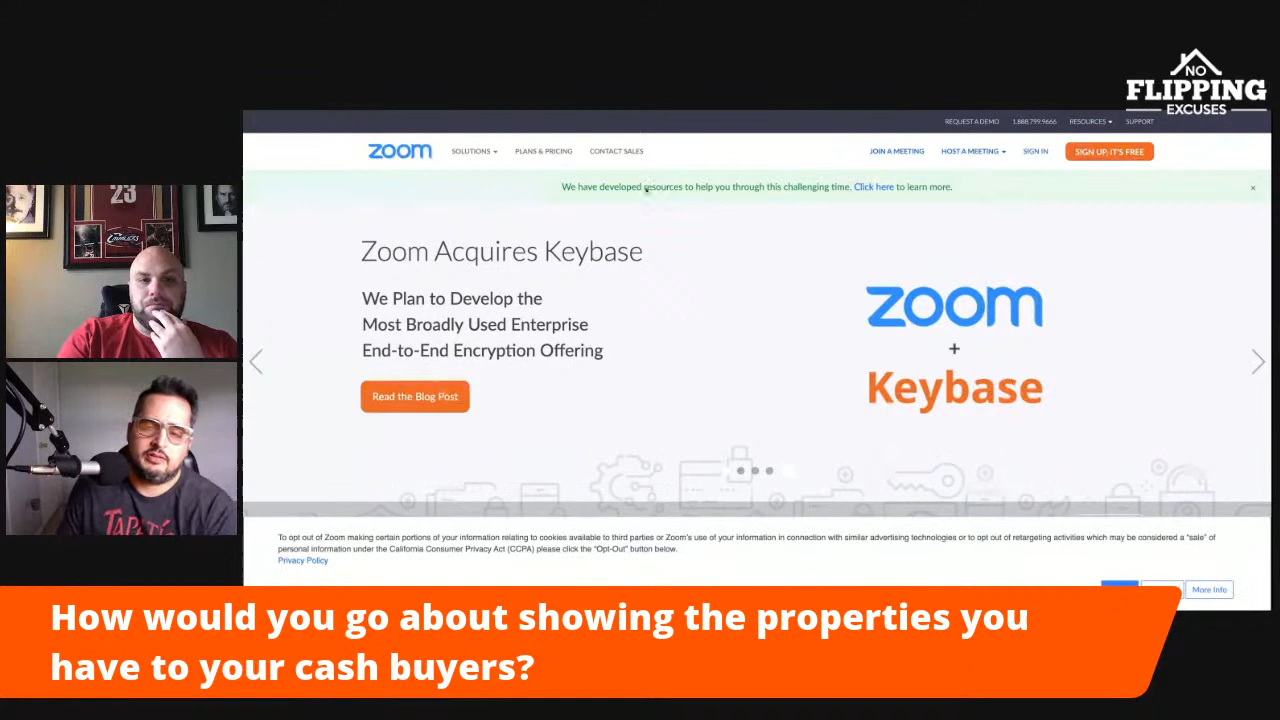 NO
FLIPPING
EXCUSES
REQUEST A DEMO 1.888.799.9666 RESOURCES SUPPORT
zoom SOLUTIONS PLANS & PRICING CONTACT SALES JOIN A MEETING HOST A MEETING SIGN IN SIGN UP, IT'S FREE
We have developed resources to help you through this challenging time. Click here to learn more. ×
23
CAVALIERS
Zoom Acquires Keybase
We Plan to Develop the
Most Broadly Used Enterprise
End-to-End Encryption Offering
Read the Blog Post
zoom
+
Keybase
To opt out of Zoom making certain portions of your information relating to cookies available to third parties or Zoom's use of your information in connection with similar advertising technologies or to opt out of retargeting activities which may be considered a "sale" of
personal information under the California Consumer Privacy Act (CCPA) please click the "Opt-Out" button below.
Privacy Policy
More Info
How would you go about showing the properties you
have to your cash buyers?